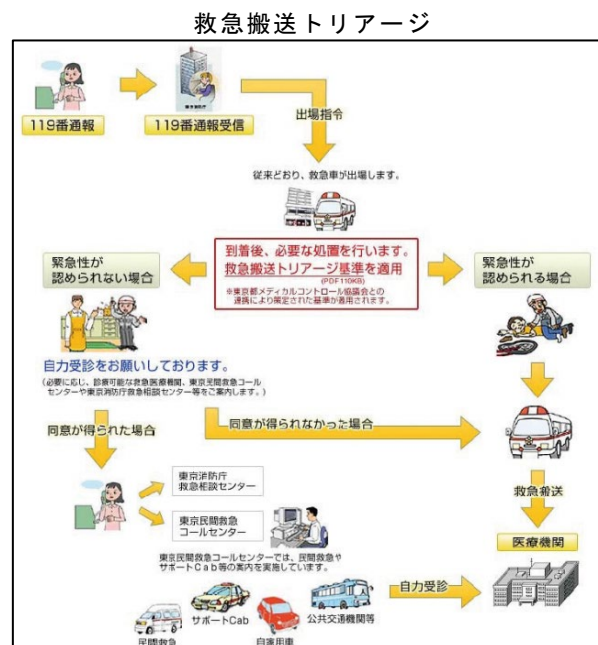 救急搬送トリアージ
119番通報
東京消防庁
119番通報受信
出場指令
従来どおり、救急車が出場します。
到着後、必要な処置を行います。
救急搬送トリアージ基準を適用
(PDF110KB)
※東京都メディカルコントロール協議会との
連携により策定された基準が適用されます。
緊急性が
認められない場合
緊急性が
認められる場合
自力受診をお願いしております。
(必要に応じ、診療可能な救急医療機関、東京民間救急コール
センターや東京消防庁救急相談センター等をご案内します。)
同意が得られた場合
同意が得られなかった場合
東京消防庁
救急相談センター
東京民間救急
コールセンター
救急搬送
医療機関
東京民間救急コールセンターでは、民間救急や
サポートCab等の案内を実施しています。
自力受診
民間救急
サポートCab
自家用車
公共交通機関等